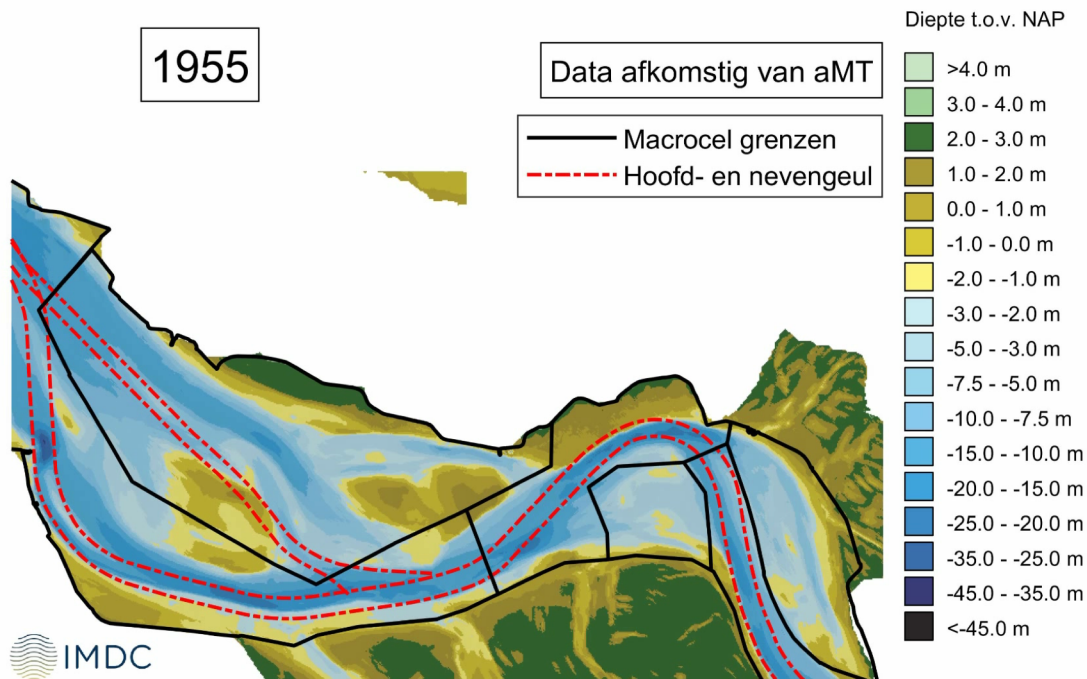 1955
Data afkomstig van aMT
Macrocel grenzen
Hoofd- en nevengeul
Diepte t.o.v. NAP
>4.0 m
3.0 - 4.0 m
2.0 - 3.0 m
1.0 - 2.0 m
0.0 - 1.0 m
-1.0 - 0.0 m
-2.0 - -1.0 m
-3.0 - -2.0 m
-5.0 - -3.0 m
-7.5 - -5.0 m
-10.0 - -7.5 m
-15.0 - -10.0 m
-20.0 - -15.0 m
-25.0 - -20.0 m
-35.0 - -25.0 m
-45.0 - -35.0 m
<-45.0 m
IMDC